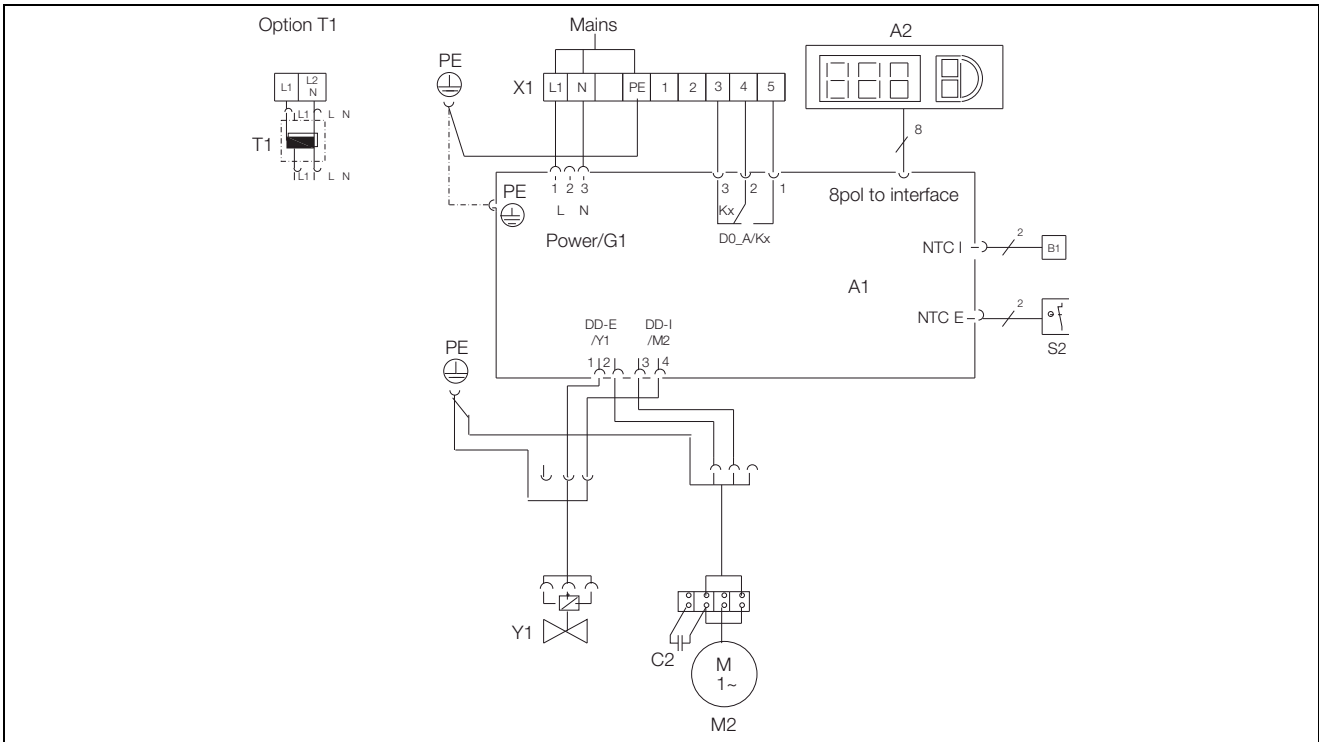 Option T1
Mains
A2
PE
L1 L2 N
X1 L1 N PE 1 2 3 4 5
L1 L N
T1
8
L1 L N
PE
1 2 3
3 2 1
8pol to interface
L N
Kx
Power/G1
D0_A/Kx
NTC I
2
B1
A1
NTC E
2
S2
DD-E /Y1
DD-I /M2
PE
1 2 3 4
Y1
C2
M 1~
M2